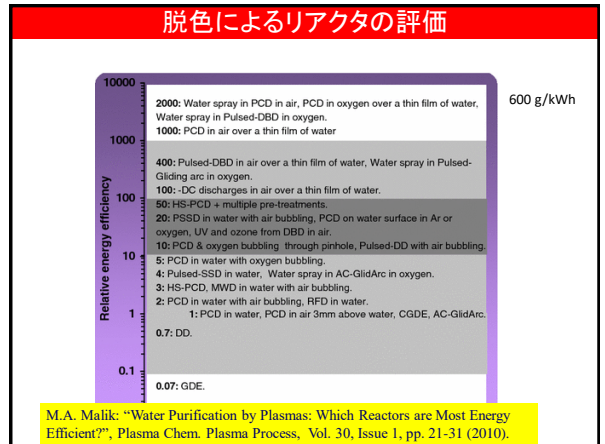 脱色によるリアクタの評価
10000
600 g/kWh
2000: Water spray in PCD in air, PCD in oxygen over a thin film of water,
Water spray in Pulsed-DBD in oxygen.
1000: PCD in air over a thin film of water
1000
400: Pulsed-DBD in air over a thin film of water, Water spray in Pulsed-
Gliding arc in oxygen.
100: -DC discharges in air over a thin film of water.
100
50: HS-PCD + multiple pre-treatments.
20: PSSD in water with air bubbling, PCD on water surface in Ar or
oxygen, UV and ozone from DBD in air.
10: PCD & oxygen bubbling through pinhole, Pulsed-DD with air bubbling.
10
5: PCD in water with oxygen bubbling.
4: Pulsed-SSD in water, Water spray in AC-GlidArc in oxygen.
3: HS-PCD, MWD in water with air bubbling.
2: PCD in water with air bubbling, RFD in water.
1
1: PCD in water, PCD in air 3mm above water, CGDE, AC-GlidArc.
0.7: DD.
0.1
0.07: GDE.
Relative energy efficiency
M.A. Malik: “Water Purification by Plasmas: Which Reactors are Most Energy
Efficient?”, Plasma Chem. Plasma Process, Vol. 30, Issue 1, pp. 21-31 (2010).